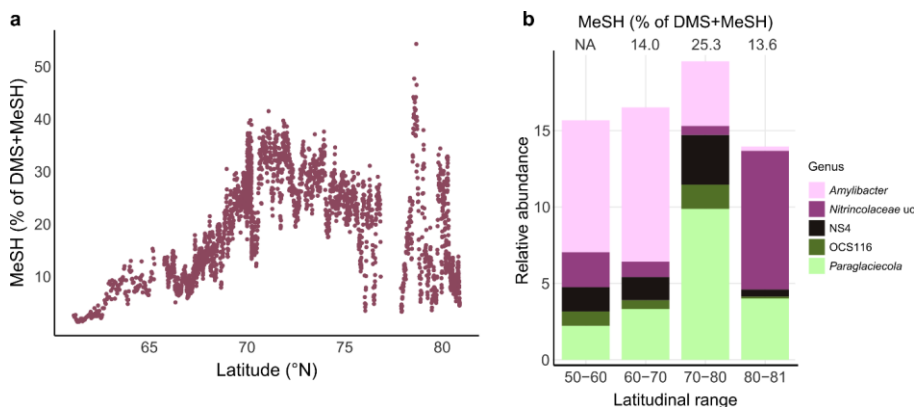 a
MeSH (% of DMS+MeSH)
50
40
30
20
10
65
70
75
80
Latitude (°N)
b
MeSH (% of DMS+MeSH)
NA
14.0
25.3
13.6
Relative abundance
15
10
5
0
50−60
60−70
70−80
80−81
Latitudinal range
Genus
Amylibacter
Nitrincolaceae uc
NS4
OCS116
Paraglaciecola